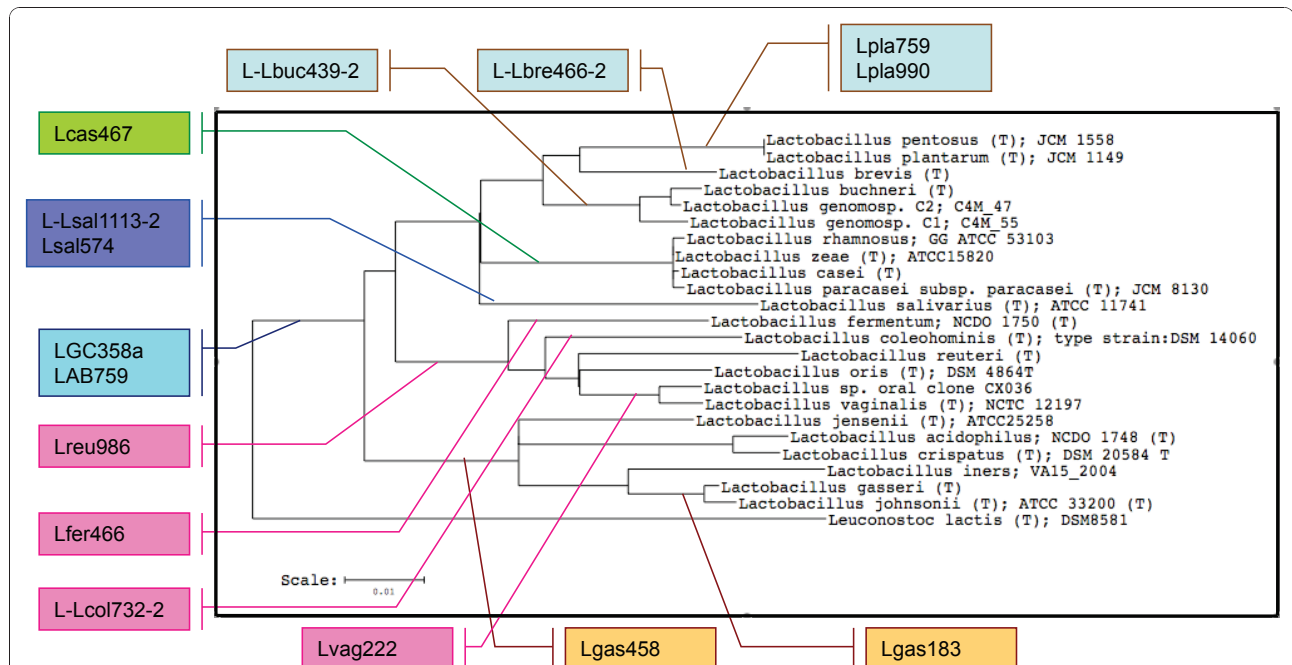 Lpla759
Lpla990
L-Lbuc439-2
L-Lbre466-2
Lcas467
L-Lsal1113-2
Lsal574
LGC358a
LAB759
Lreu986
Lfer466
L-Lcol732-2
Lactobacillus pentosus (T); JCM 1558
Lactobacillus plantarum (T); JCM 1149
Lactobacillus brevis (T)
Lactobacillus buchneri (T)
Lactobacillus genomosp. C2; C4M_47
Lactobacillus genomosp. C1; C4M_55
Lactobacillus rhamnosus; GG ATCC 53103
Lactobacillus zeae (T); ATCC15820
Lactobacillus casei (T)
Lactobacillus paracasei subsp. paracasei (T); JCM 8130
Lactobacillus salivarius (T); ATCC 11741
Lactobacillus fermentum; NCDO 1750 (T)
Lactobacillus coleohominis (T); type strain:DSM 14060
Lactobacillus reuteri (T)
Lactobacillus oris (T); DSM 4864T
Lactobacillus sp. oral clone CX036
Lactobacillus vaginalis (T); NCTC 12197
Lactobacillus jensenii (T); ATCC25258
Lactobacillus acidophilus; NCDO 1748 (T)
Lactobacillus crispatus (T); DSM 20584 T
Lactobacillus iners; VA15_2004
Lactobacillus gasseri (T)
Lactobacillus johnsonii (T); ATCC 33200 (T)
Leuconostoc lactis (T); DSM8581
Scale:
0.01
Lvag222
Lgas458
Lgas183